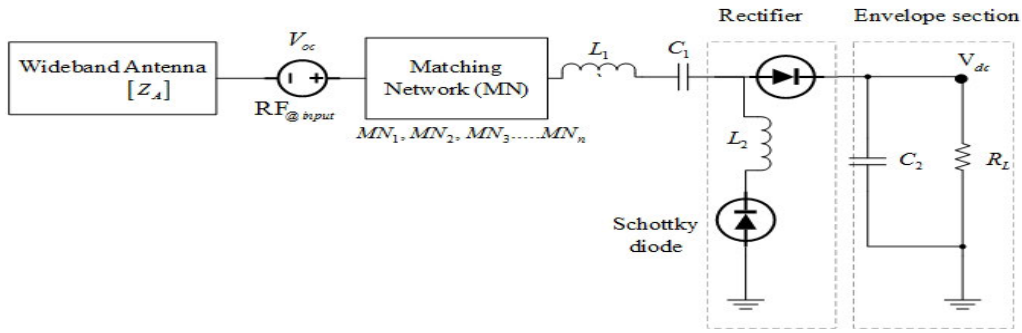 Rectifier
Envelope section
Wideband Antenna
[Z_A]
V_oc
RF@ input
Matching
Network (MN)
MN_1, MN_2, MN_3.....MN_n
L_1
C_1
L_2
Schottky
diode
V_dc
C_2
R_L